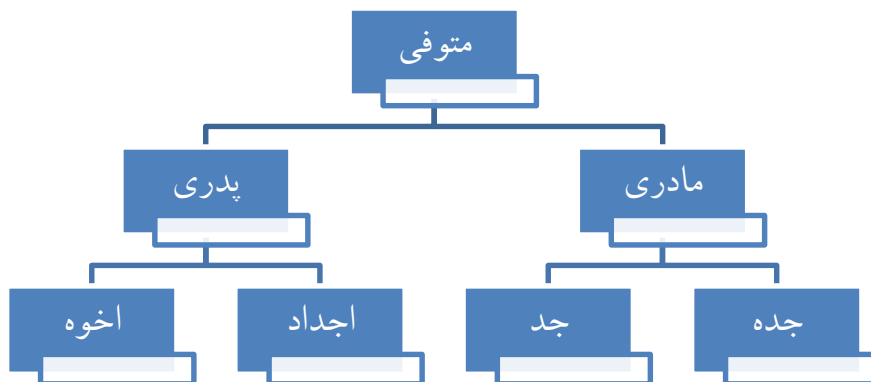 متوفی
مادری
پدری
جده
جد
اجداد
اخوه